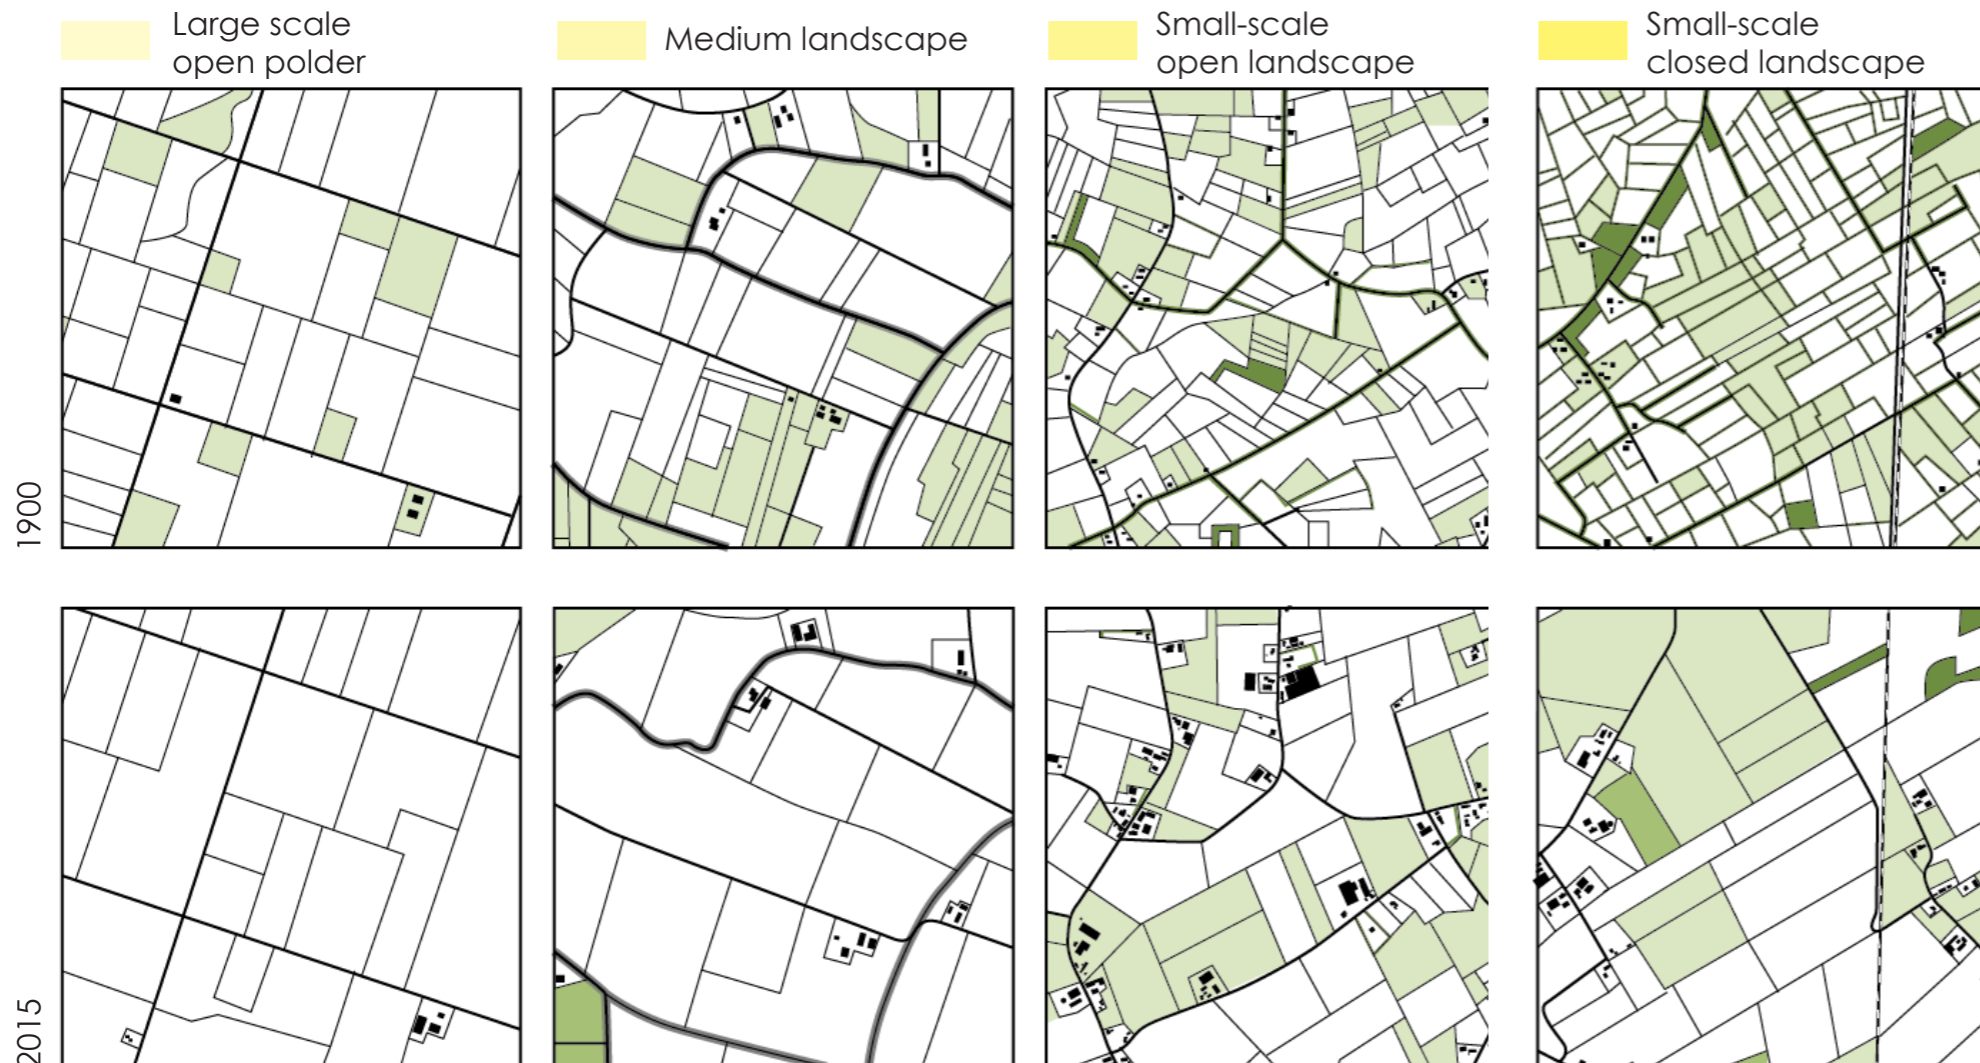 Large scale
open polder
Medium landscape
Small-scale
open landscape
Small-scale
closed landscape
1900
2015